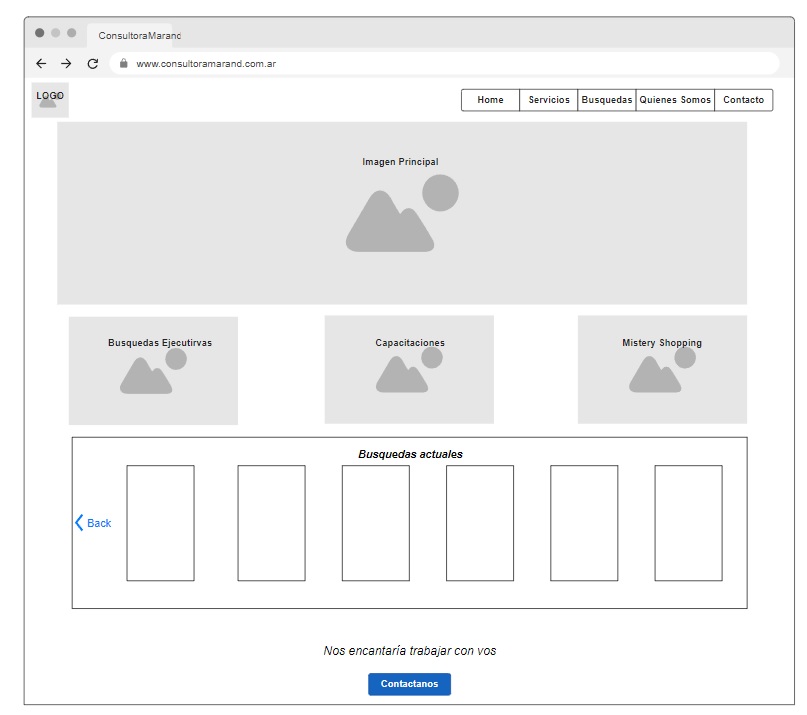 ConsultoraMarand
www.consultoramarand.com.ar
LOGO
Home Servicios Busquedas Quienes Somos Contacto
Imagen Principal
Busquedas Ejecutirvas Capacitaciones Mistery Shopping
Busquedas actuales
Back
Nos encantaría trabajar con vos
Contactanos